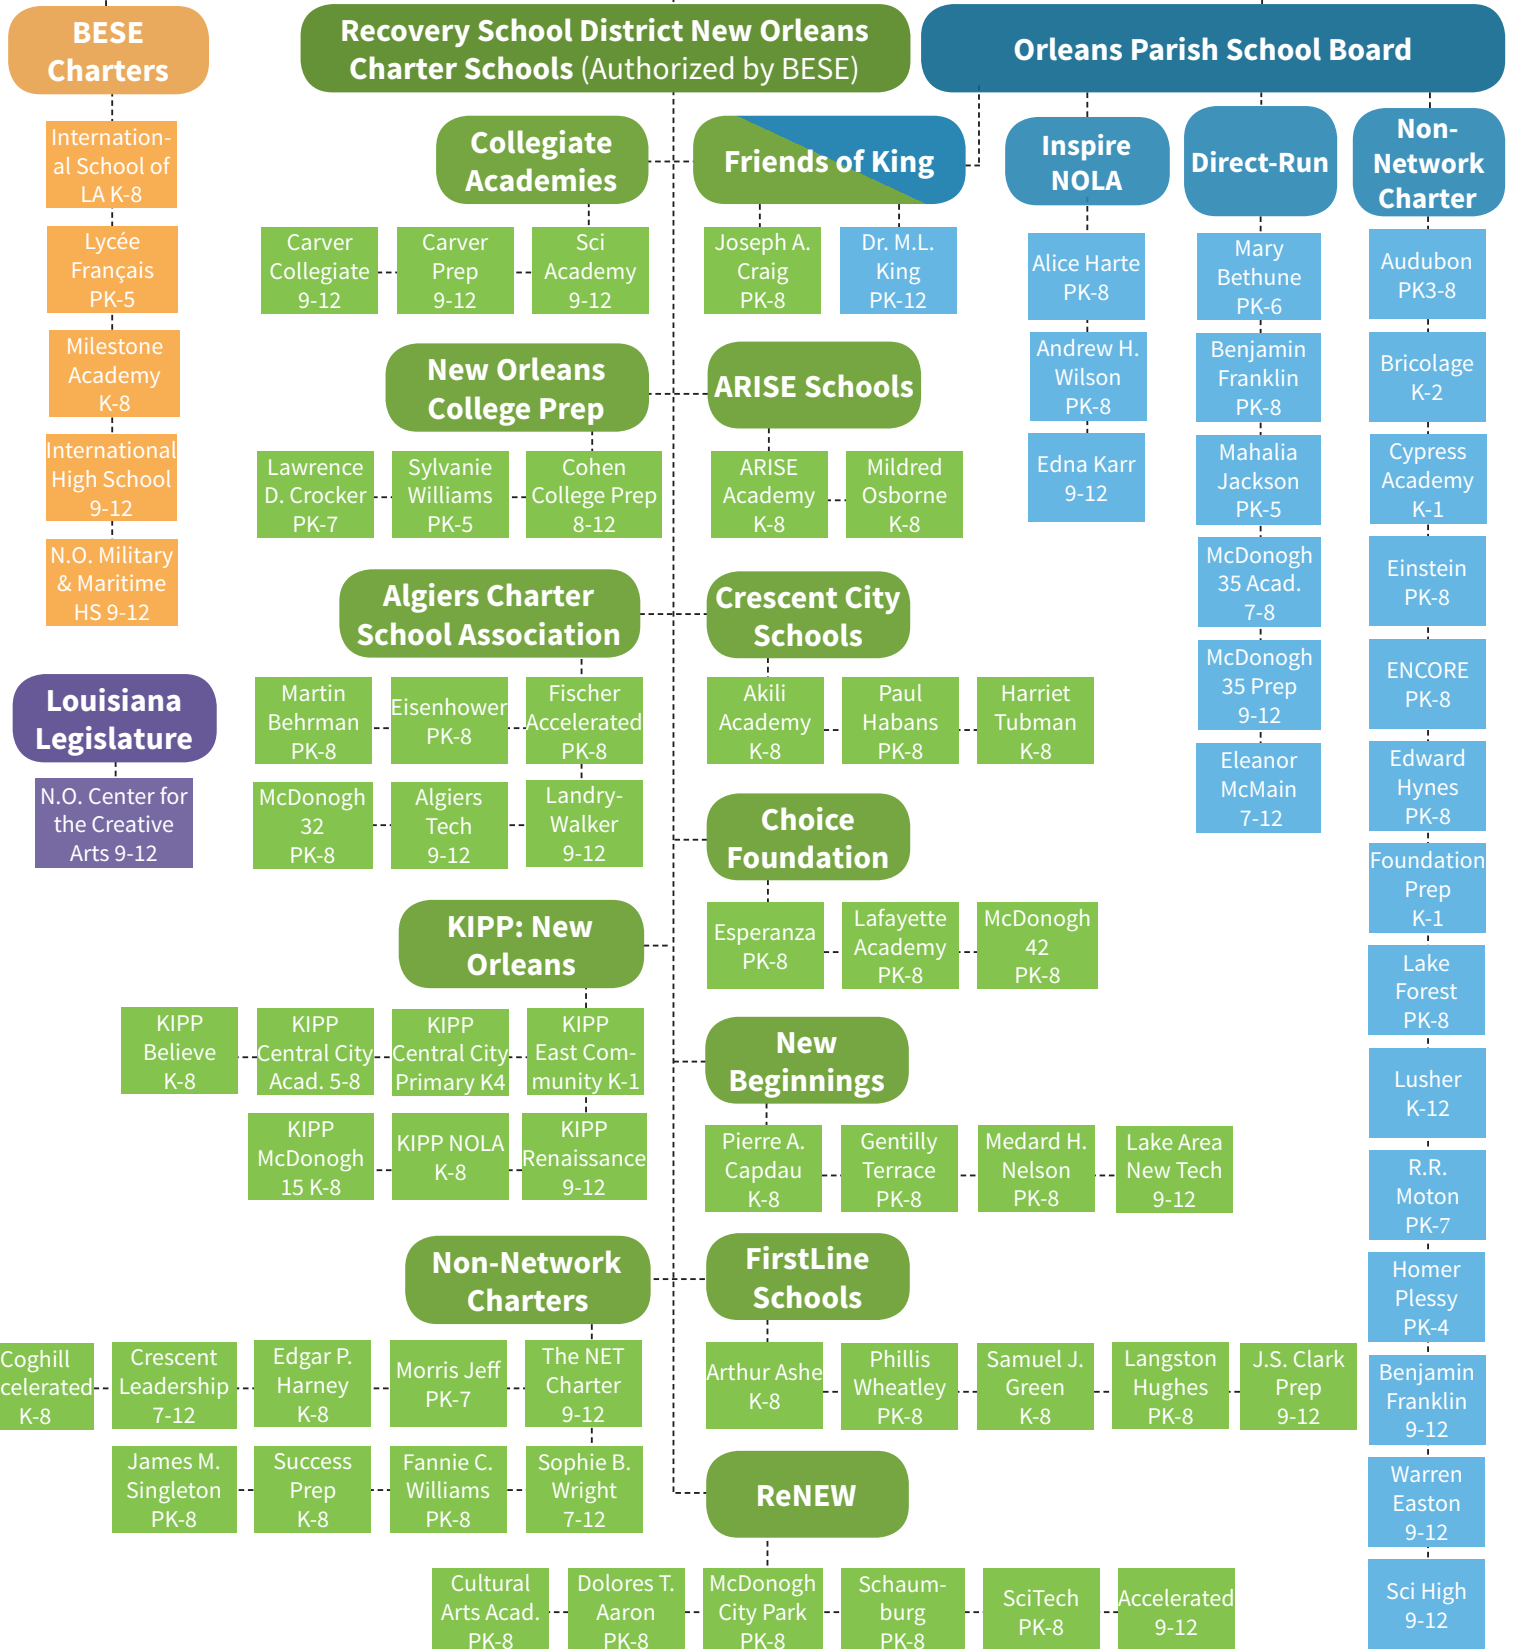 BESE
Charters
Internation-
al School of
LA K-8
Lycée
Français
PK-5
Milestone
Academy
K-8
International
High School
9-12
N.O. Military
& Maritime
HS 9-12
Louisiana
Legislature
N.O. Center for
the Creative
Arts 9-12
Recovery School District New Orleans
Charter Schools (Authorized by BESE)
Collegiate
Academies
Carver
Collegiate
9-12
Carver
Prep
9-12
Sci
Academy
9-12
Friends of King
Joseph A.
Craig
PK-8
Dr. M.L.
King
PK-12
New Orleans
College Prep
Lawrence
D. Crocker
PK-7
Sylvanie
Williams
PK-5
Cohen
College Prep
8-12
ARISE Schools
ARISE
Academy
K-8
Mildred
Osborne
K-8
Algiers Charter
School Association
Martin
Behrman
PK-8
Eisenhower
PK-8
Fischer
Accelerated
PK-8
McDonogh
32
PK-8
Algiers
Tech
9-12
Landry-
Walker
9-12
Crescent City
Schools
Akili
Academy
K-8
Paul
Habans
PK-8
Harriet
Tubman
K-8
Choice
Foundation
Esperanza
PK-8
Lafayette
Academy
PK-8
McDonogh
42
PK-8
KIPP: New
Orleans
KIPP
Believe
K-8
KIPP
Central City
Acad. 5-8
KIPP
Central City
Primary K4
KIPP
East Com-
munity K-1
KIPP
McDonogh
15 K-8
KIPP NOLA
K-8
KIPP
Renaissance
9-12
New
Beginnings
Pierre A.
Capdau
K-8
Gentilly
Terrace
PK-8
Medard H.
Nelson
PK-8
Lake Area
New Tech
9-12
Non-Network
Charters
Coghill
celerated
K-8
Crescent
Leadership
7-12
Edgar P.
Harney
K-8
Morris Jeff
PK-7
The NET
Charter
9-12
James M.
Singleton
PK-8
Success
Prep
K-8
Fannie C.
Williams
PK-8
Sophie B.
Wright
7-12
FirstLine
Schools
Arthur Ashe
K-8
Phillis
Wheatley
PK-8
Samuel J.
Green
K-8
Langston
Hughes
PK-8
J.S. Clark
Prep
9-12
ReNEW
Cultural
Arts Acad.
PK-8
Dolores T.
Aaron
PK-8
McDonogh
City Park
PK-8
Schaum-
burg
PK-8
SciTech
PK-8
Accelerated
9-12
Orleans Parish School Board
Inspire
NOLA
Alice Harte
PK-8
Andrew H.
Wilson
PK-8
Edna Karr
9-12
Direct-Run
Mary
Bethune
PK-6
Benjamin
Franklin
PK-8
Mahalia
Jackson
PK-5
McDonogh
35 Acad.
7-8
McDonogh
35 Prep
9-12
Eleanor
McMain
7-12
Non-
Network
Charter
Audubon
PK3-8
Bricolage
K-2
Cypress
Academy
K-1
Einstein
PK-8
ENCORE
PK-8
Edward
Hynes
PK-8
Foundation
Prep
K-1
Lake
Forest
PK-8
Lusher
K-12
R.R.
Moton
PK-7
Homer
Plessy
PK-4
Benjamin
Franklin
9-12
Warren
Easton
9-12
Sci High
9-12